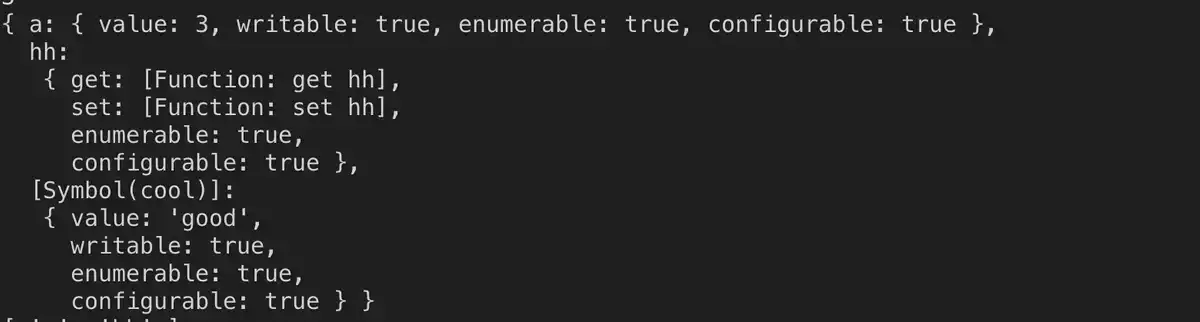 { a: { value: 3, writable: true, enumerable: true, configurable: true },
  hh:
   { get: [Function: get hh],
     set: [Function: set hh],
     enumerable: true,
     configurable: true },
  [Symbol(cool)]:
   { value: 'good',
     writable: true,
     enumerable: true,
     configurable: true } }